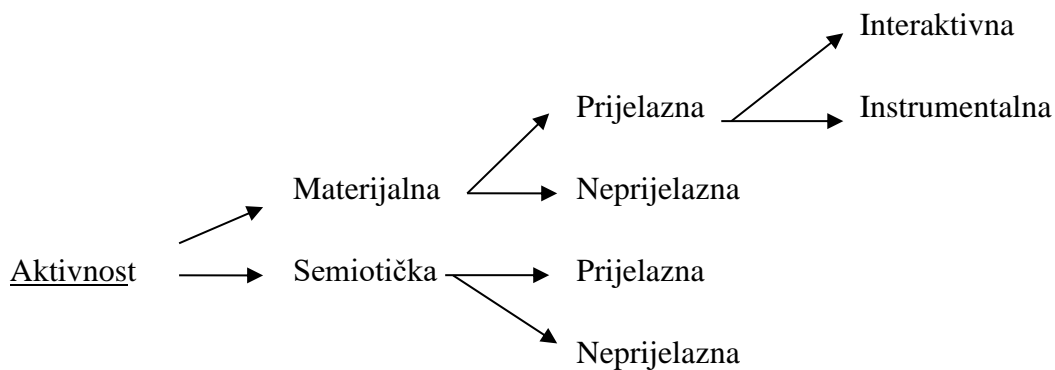 Interaktivna
Prijelazna Instrumentalna
Materijalna Neprijelazna
Aktivnost Semiotička Prijelazna
Neprijelazna